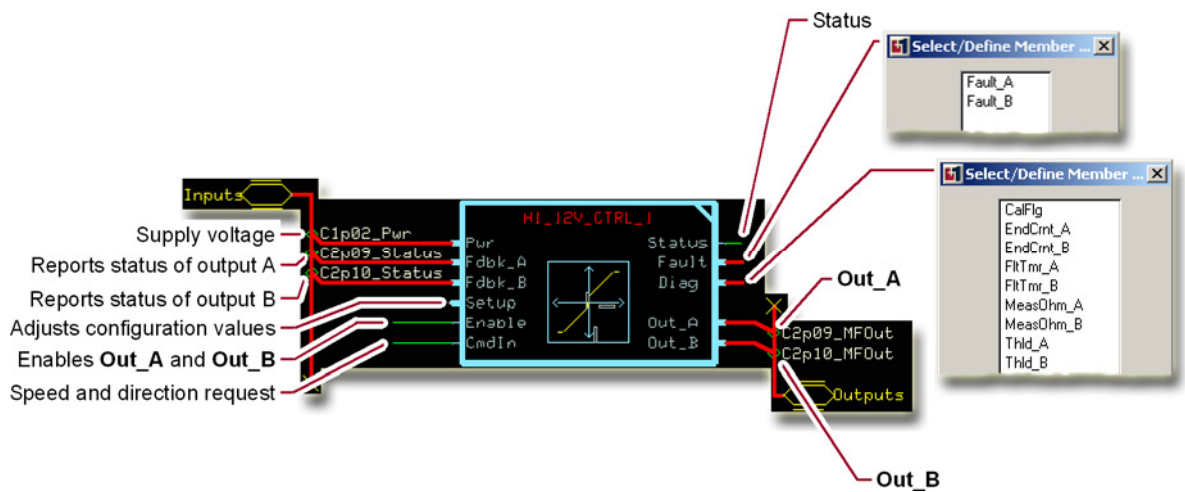 Status
Select/Define Member ...
Fault_A
Fault_B
Select/Define Member ...
CalFlg
EndCrnt_A
EndCrnt_B
FltTmr_A
FltTmr_B
MeasOhm_A
MeasOhm_B
Thld_A
Thld_B
Inputs
Supply voltage
Reports status of output A
Reports status of output B
Adjusts configuration values
Enables Out_A and Out_B
Speed and direction request
C1p02_Pwr
C2p09_Status
C2p10_Status
H1_12V_CTRL_1
Pwr
Fdbk_A
Fdbk_B
Setup
Enable
CmdIn
Status
Fault
Diag
Out_A
Out_B
Out_A
C2p09_MFOut
C2p10_MFOut
Outputs
Out_B